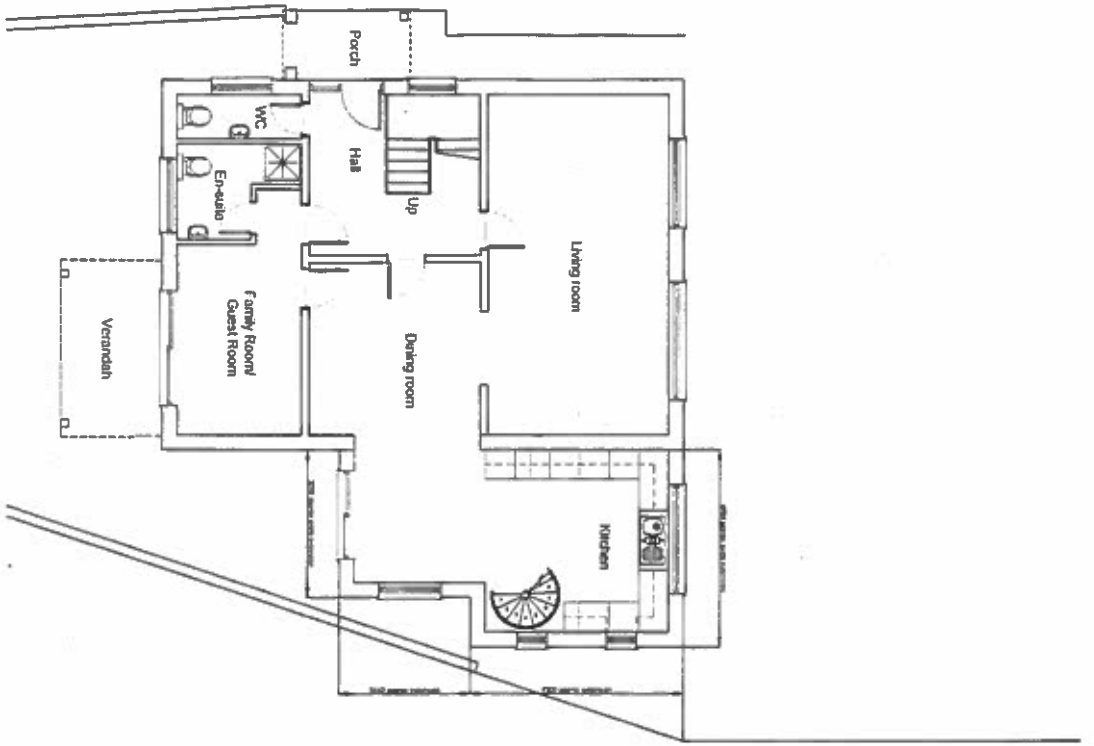 Porch
WC
Hall
En-suite
Up
Living room
Family Room/
Guest Room
Verandah
Dining room
Kitchen